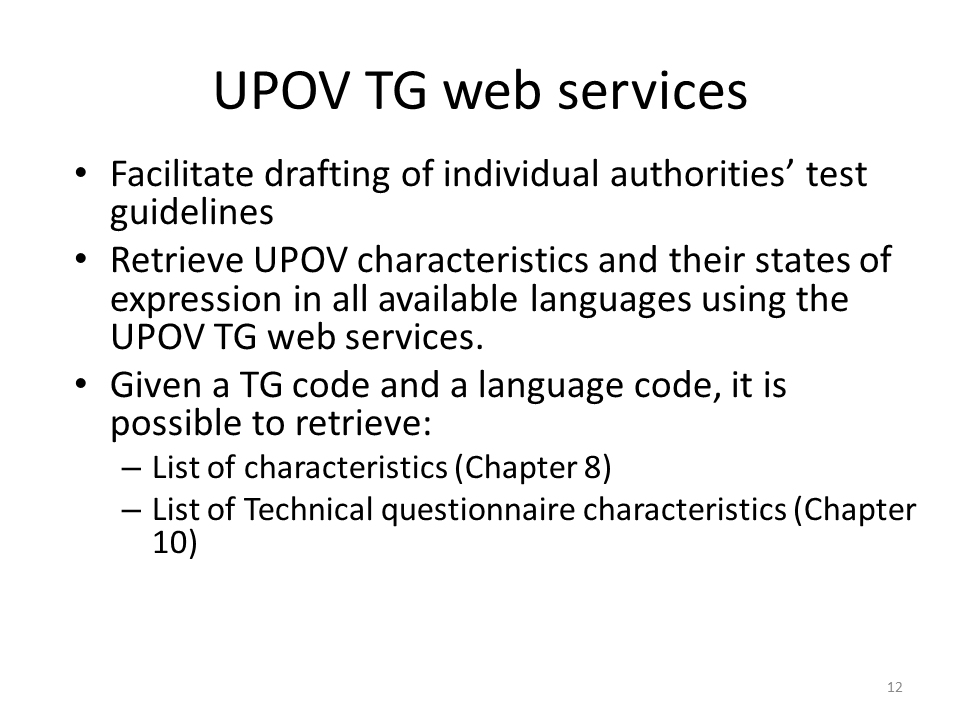 UPOV TG web services
• Facilitate drafting of individual authorities’ test
guidelines
• Retrieve UPOV characteristics and their states of
expression in all available languages using the
UPOV TG web services.
• Given a TG code and a language code, it is
possible to retrieve:
– List of characteristics (Chapter 8)
– List of Technical questionnaire characteristics (Chapter
10)
12